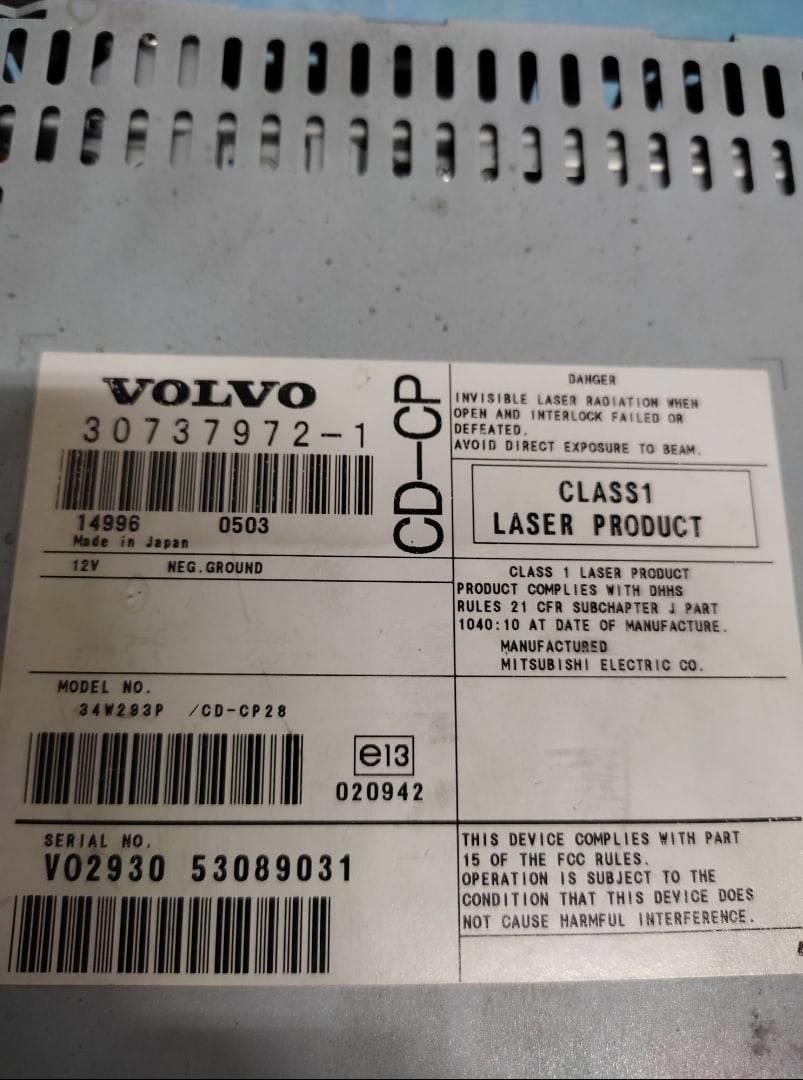 VOLVO
30737972-1
14996 0503
Made in Japan
CD-CP
12V NEG.GROUND
MODEL NO.
34W293P /CD-CP28
e13
020942
SERIAL NO.
VO2930 53089031
DANGER
INVISIBLE LASER RADIATION WHEN
OPEN AND INTERLOCK FAILED OR
DEFEATED.
AVOID DIRECT EXPOSURE TO BEAM.
CLASS1
LASER PRODUCT
CLASS 1 LASER PRODUCT
PRODUCT COMPLIES WITH DHHS
RULES 21 CFR SUBCHAPTER J PART
1040:10 AT DATE OF MANUFACTURE.
MANUFACTURED
MITSUBISHI ELECTRIC CO.
THIS DEVICE COMPLIES WITH PART
15 OF THE FCC RULES.
OPERATION IS SUBJECT TO THE
CONDITION THAT THIS DEVICE DOES
NOT CAUSE HARMFUL INTERFERENCE.